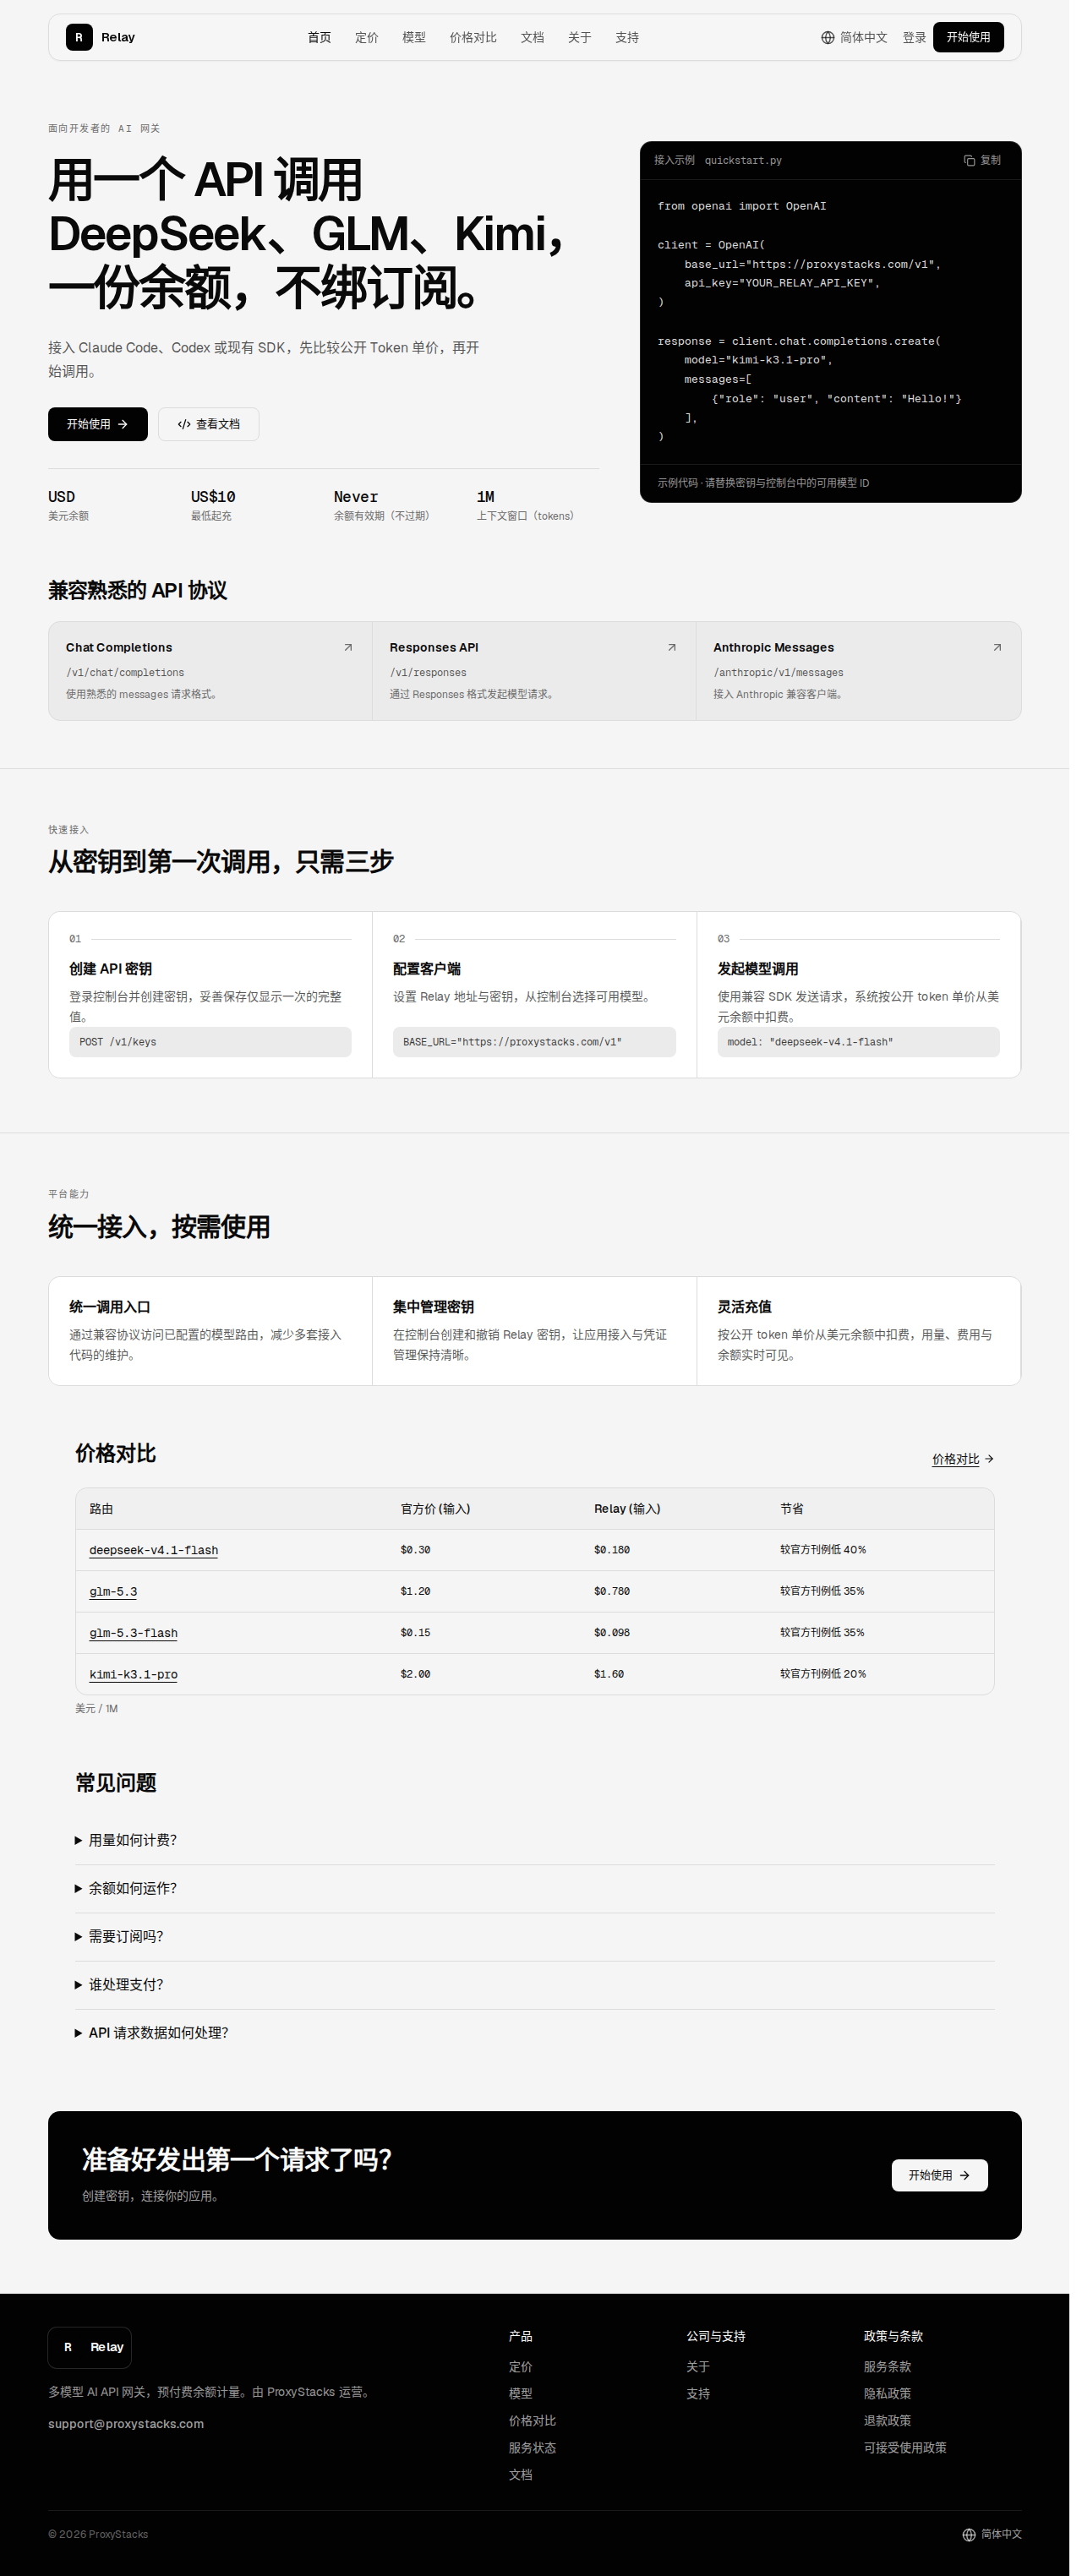 R Relay 首页 定价 模型 价格对比 文档 关于 支持 简体中文 登录 开始使用
面向开发者的 AI 网关
用一个 API 调用
DeepSeek、GLM、Kimi，
一份余额，不绑订阅。
接入 Claude Code、Codex 或现有 SDK，先比较公开 Token 单价，再开
始调用。
开始使用 查看文档
USD
美元余额
US$10
最低起充
Never
余额有效期（不过期）
1M
上下文窗口（tokens）
接入示例 quickstart.py 复制
from openai import OpenAI
client = OpenAI(
base_url="https://proxystacks.com/v1",
api_key="YOUR_RELAY_API_KEY",
)
response = client.chat.completions.create(
model="kimi-k3.1-pro",
messages=[
{"role": "user", "content": "Hello!"}
],
)
示例代码 · 请替换密钥与控制台中的可用模型 ID
兼容熟悉的 API 协议
Chat Completions
/v1/chat/completions
使用熟悉的 messages 请求格式。
Responses API
/v1/responses
通过 Responses 格式发起模型请求。
Anthropic Messages
/anthropic/v1/messages
接入 Anthropic 兼容客户端。
快速接入
从密钥到第一次调用，只需三步
01
创建 API 密钥
登录控制台并创建密钥，妥善保存仅显示一次的完整
值。
POST /v1/keys
02
配置客户端
设置 Relay 地址与密钥，从控制台选择可用模型。
BASE_URL="https://proxystacks.com/v1"
03
发起模型调用
使用兼容 SDK 发送请求，系统按公开 token 单价从美
元余额中扣费。
model: "deepseek-v4.1-flash"
平台能力
统一接入，按需使用
统一调用入口
通过兼容协议访问已配置的模型路由，减少多套接入
代码的维护。
集中管理密钥
在控制台创建和撤销 Relay 密钥，让应用接入与凭证
管理保持清晰。
灵活充值
按公开 token 单价从美元余额中扣费，用量、费用与
余额实时可见。
价格对比 价格对比
路由 官方价 (输入) Relay (输入) 节省
deepseek-v4.1-flash $0.30 $0.180 较官方刊例低 40%
glm-5.3 $1.20 $0.780 较官方刊例低 35%
glm-5.3-flash $0.15 $0.098 较官方刊例低 35%
kimi-k3.1-pro $2.00 $1.60 较官方刊例低 20%
美元 / 1M
常见问题
用量如何计费？
余额如何运作？
需要订阅吗？
谁处理支付？
API 请求数据如何处理？
准备好发出第一个请求了吗？
创建密钥，连接你的应用。
开始使用
R Relay
多模型 AI API 网关，预付费余额计量。由 ProxyStacks 运营。
support@proxystacks.com
产品
定价
模型
价格对比
服务状态
文档
公司与支持
关于
支持
政策与条款
服务条款
隐私政策
退款政策
可接受使用政策
© 2026 ProxyStacks 简体中文